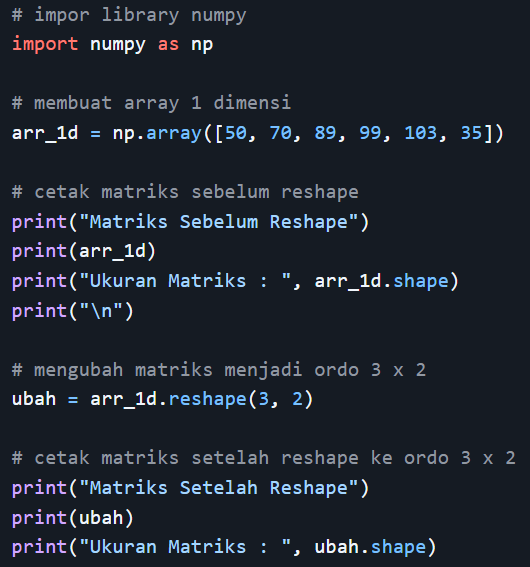 # impor library numpy
import numpy as np
# membuat array 1 dimensi
arr_1d = np.array([50, 70, 89, 99, 103, 35])
# cetak matriks sebelum reshape
print("Matriks Sebelum Reshape")
print(arr_1d)
print("Ukuran Matriks : ", arr_1d.shape)
print("\n")
# mengubah matriks menjadi ordo 3 x 2
ubah = arr_1d.reshape(3, 2)
# cetak matriks setelah reshape ke ordo 3 x 2
print("Matriks Setelah Reshape")
print(ubah)
print("Ukuran Matriks : ", ubah.shape)